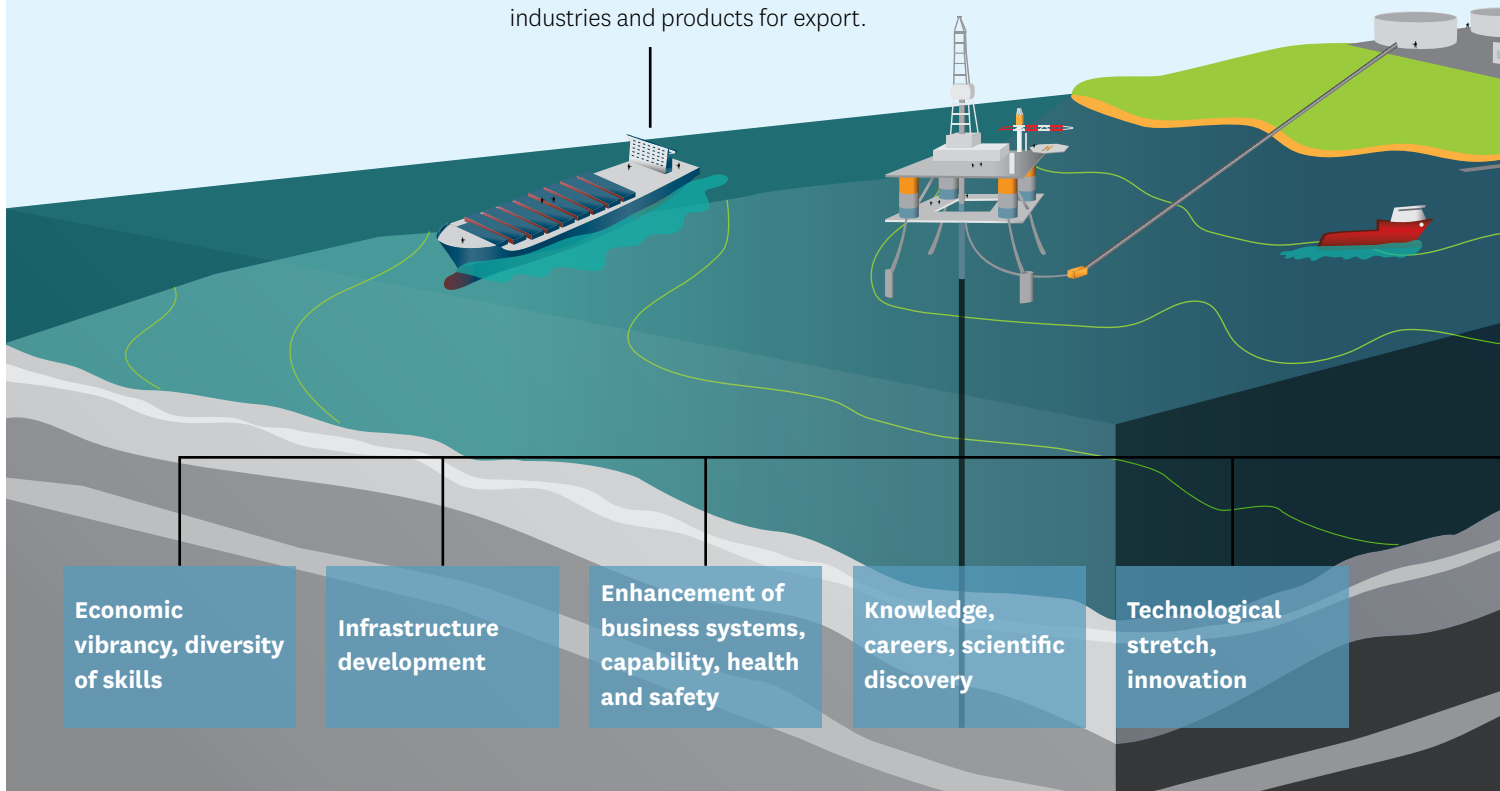 industries and products for export.
Economic
vibrancy, diversity
of skills
Infrastructure
development
Enhancement of
business systems,
capability, health
and safety
Knowledge,
careers, scientific
discovery
Technological
stretch,
innovation